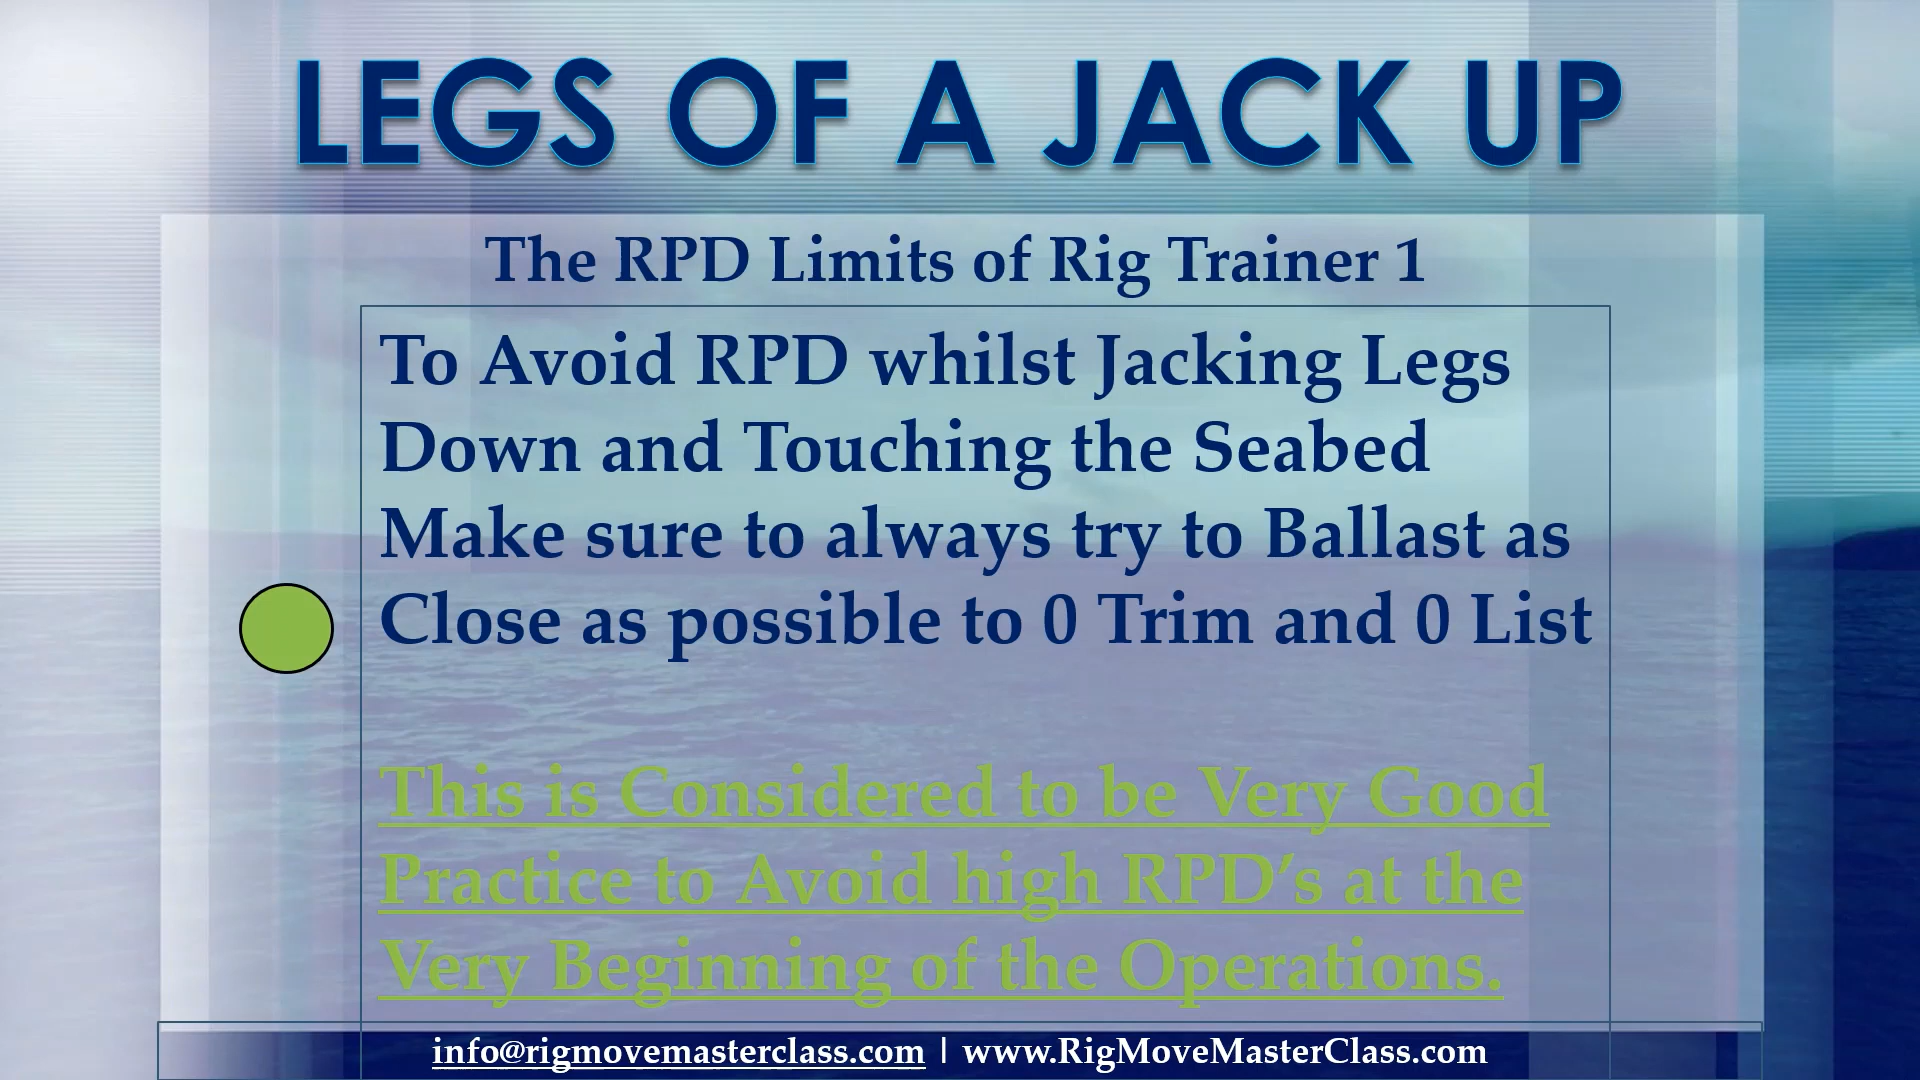 LEGS OF A JACK UP
The RPD Limits of Rig Trainer 1
To Avoid RPD whilst Jacking Legs
Down and Touching the Seabed
Make sure to always try to Ballast as
Close as possible to 0 Trim and 0 List
This is Considered to be Very Good
Practice to Avoid high RPD’s at the
Very Beginning of the Operations.
info@rigmovemasterclass.com | www.RigMoveMasterClass.com